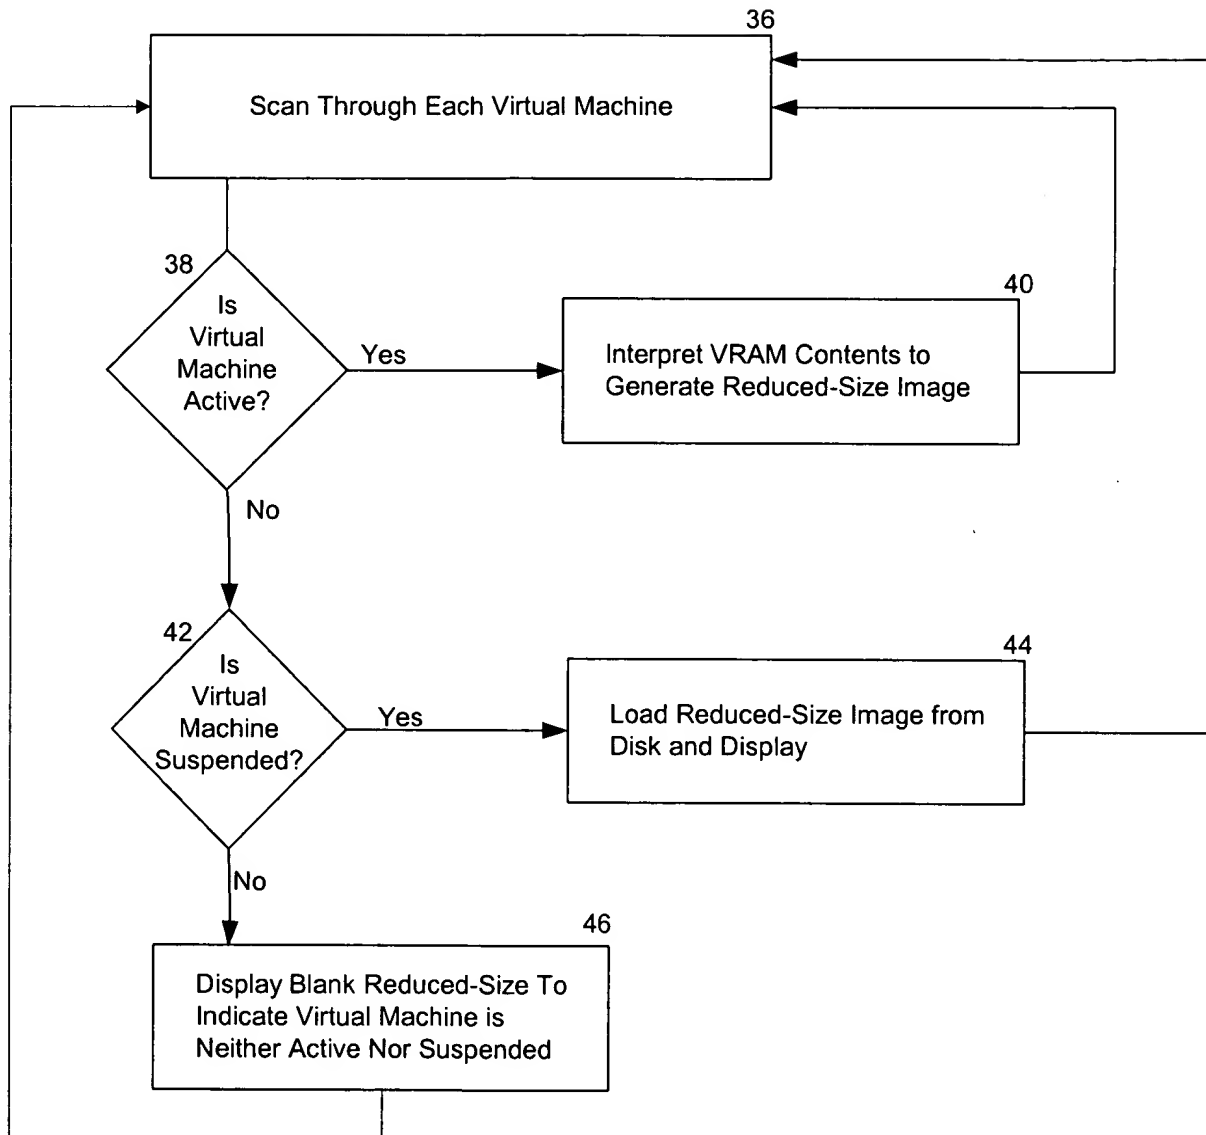 36
Scan Through Each Virtual Machine
38
Is
Virtual
Machine
Active?
Yes
40
Interpret VRAM Contents to
Generate Reduced-Size Image
No
42
Is
Virtual
Machine
Suspended?
Yes
44
Load Reduced-Size Image from
Disk and Display
No
46
Display Blank Reduced-Size To
Indicate Virtual Machine is
Neither Active Nor Suspended